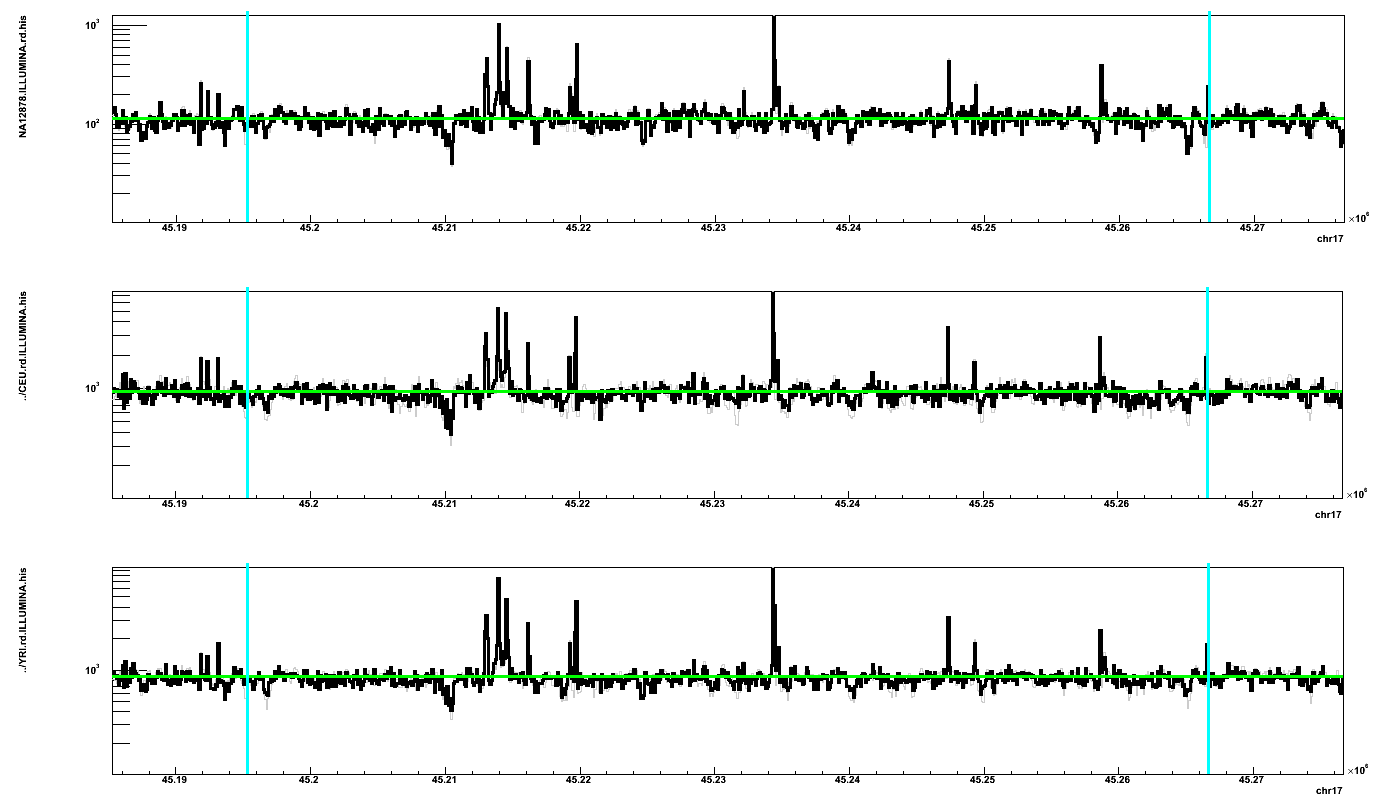 NA12878.ILLUMINA.rd.his
10³
10²
45.19 45.2 45.21 45.22 45.23 45.24 45.25 45.26 45.27 ×10⁶
chr17
../CEU.rd.ILLUMINA.his
10³
45.19 45.2 45.21 45.22 45.23 45.24 45.25 45.26 45.27 ×10⁶
chr17
../YRI.rd.ILLUMINA.his
10³
45.19 45.2 45.21 45.22 45.23 45.24 45.25 45.26 45.27 ×10⁶
chr17